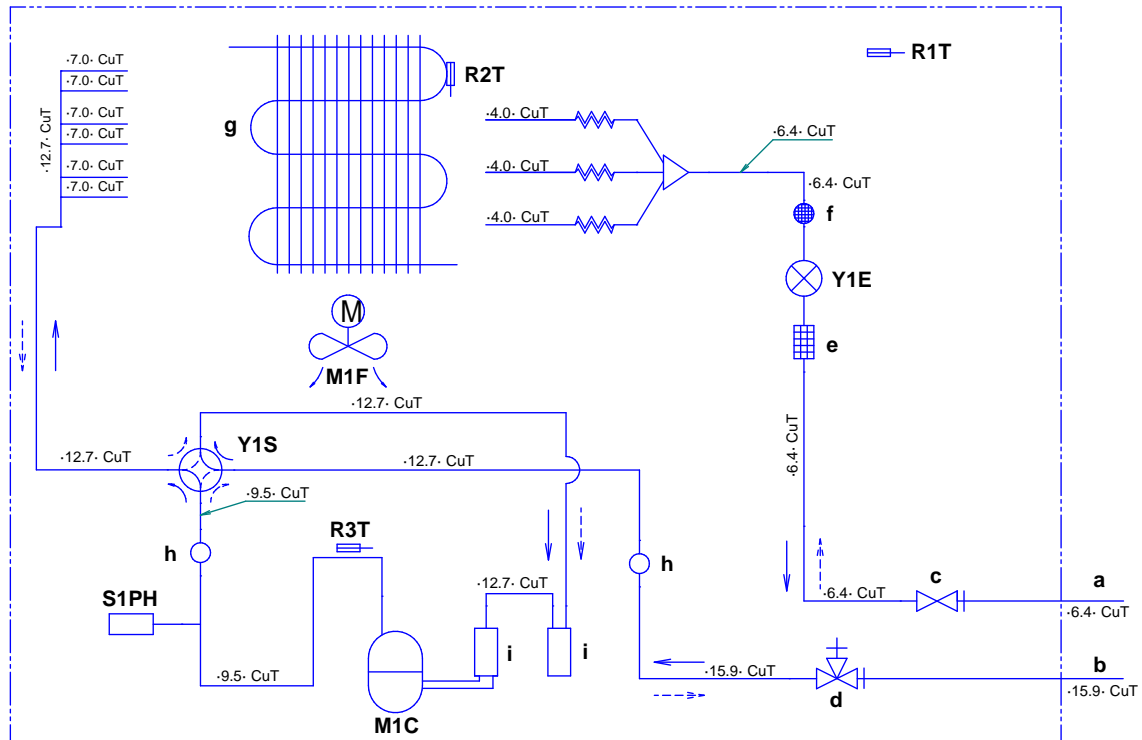 ·7.0· CuT
·7.0· CuT
·7.0· CuT
·7.0· CuT
·7.0· CuT
·7.0· CuT
·12.7· CuT
g
R2T
R1T
·4.0· CuT
·4.0· CuT
·4.0· CuT
·6.4· CuT
·6.4· CuT
f
Y1E
e
M
M1F
·12.7· CuT
Y1S
·12.7· CuT
·12.7· CuT
·6.4· CuT
·9.5· CuT
R3T
h
h
S1PH
·12.7· CuT
c
a
·6.4· CuT
·6.4· CuT
i
i
·9.5· CuT
M1C
·15.9· CuT
d
b
·15.9· CuT